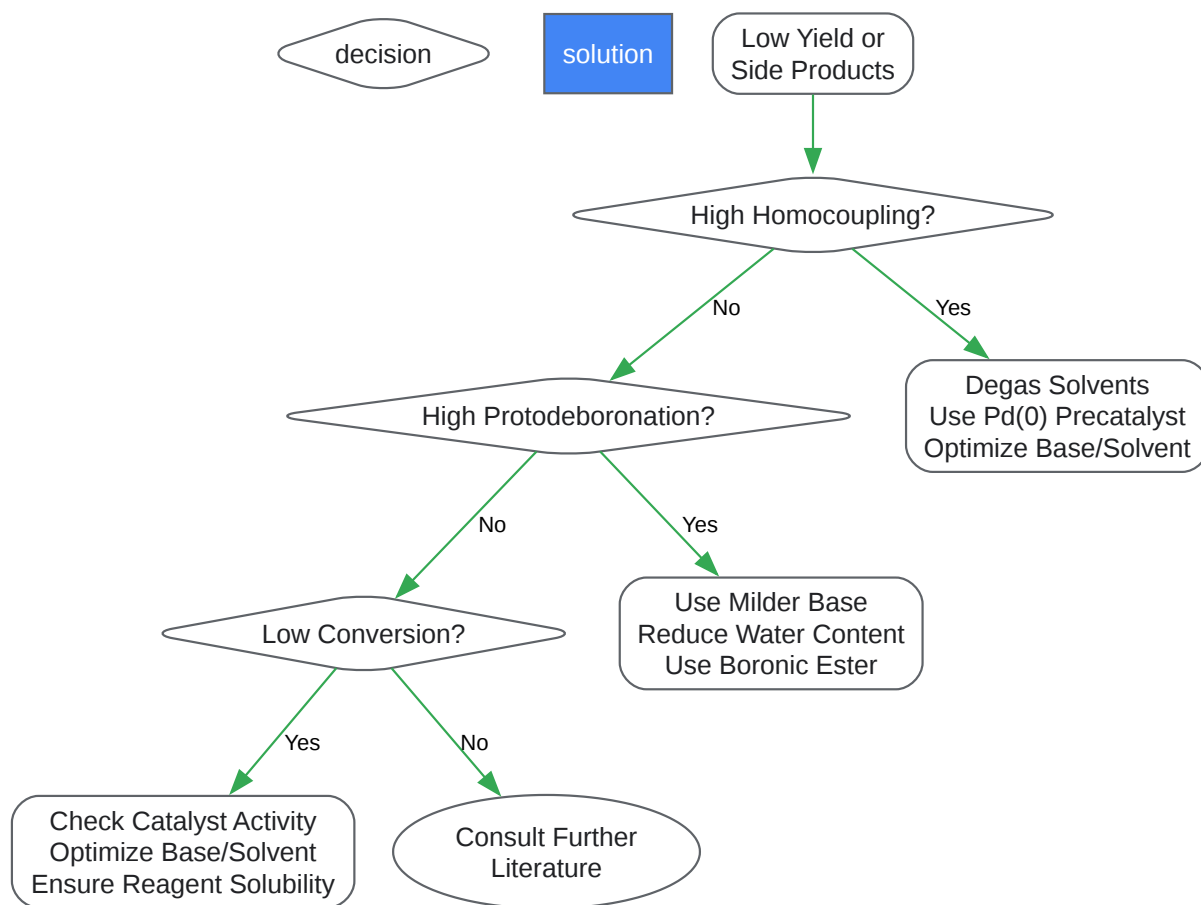 decision
solution
Low Yield or
Side Products
High Homocoupling?
No
Yes
Degas Solvents
Use Pd(0) Precatalyst
Optimize Base/Solvent
High Protodeboronation?
No
Yes
Use Milder Base
Reduce Water Content
Use Boronic Ester
Low Conversion?
Yes
No
Check Catalyst Activity
Optimize Base/Solvent
Ensure Reagent Solubility
Consult Further
Literature